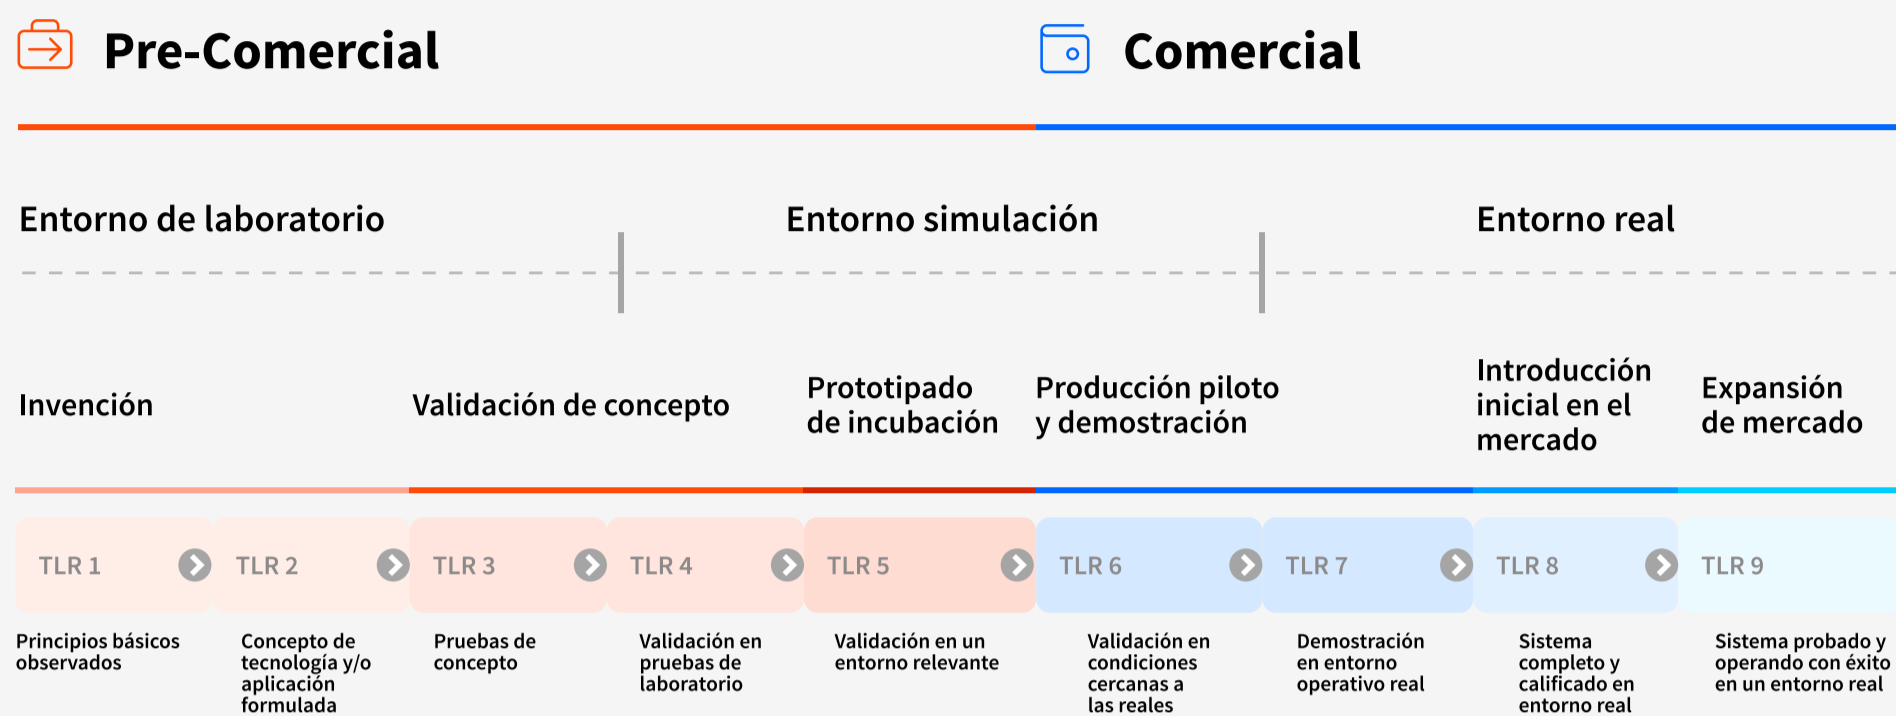 Pre-Comercial
Comercial
Entorno de laboratorio
Entorno simulación
Entorno real
Invención
Validación de concepto
Prototipado
de incubación
Producción piloto
y demostración
Introducción
inicial en el
mercado
Expansión
de mercado
TLR 1
TLR 2
TLR 3
TLR 4
TLR 5
TLR 6
TLR 7
TLR 8
TLR 9
Principios básicos
observados
Concepto de
tecnología y/o
aplicación
formulada
Pruebas de
concepto
Validación en
pruebas de
laboratorio
Validación en un
entorno relevante
Validación en
condiciones
cercanas a
las reales
Demostración
en entorno
operativo real
Sistema
completo y
calificado en
entorno real
Sistema probado y
operando con éxito
en un entorno real